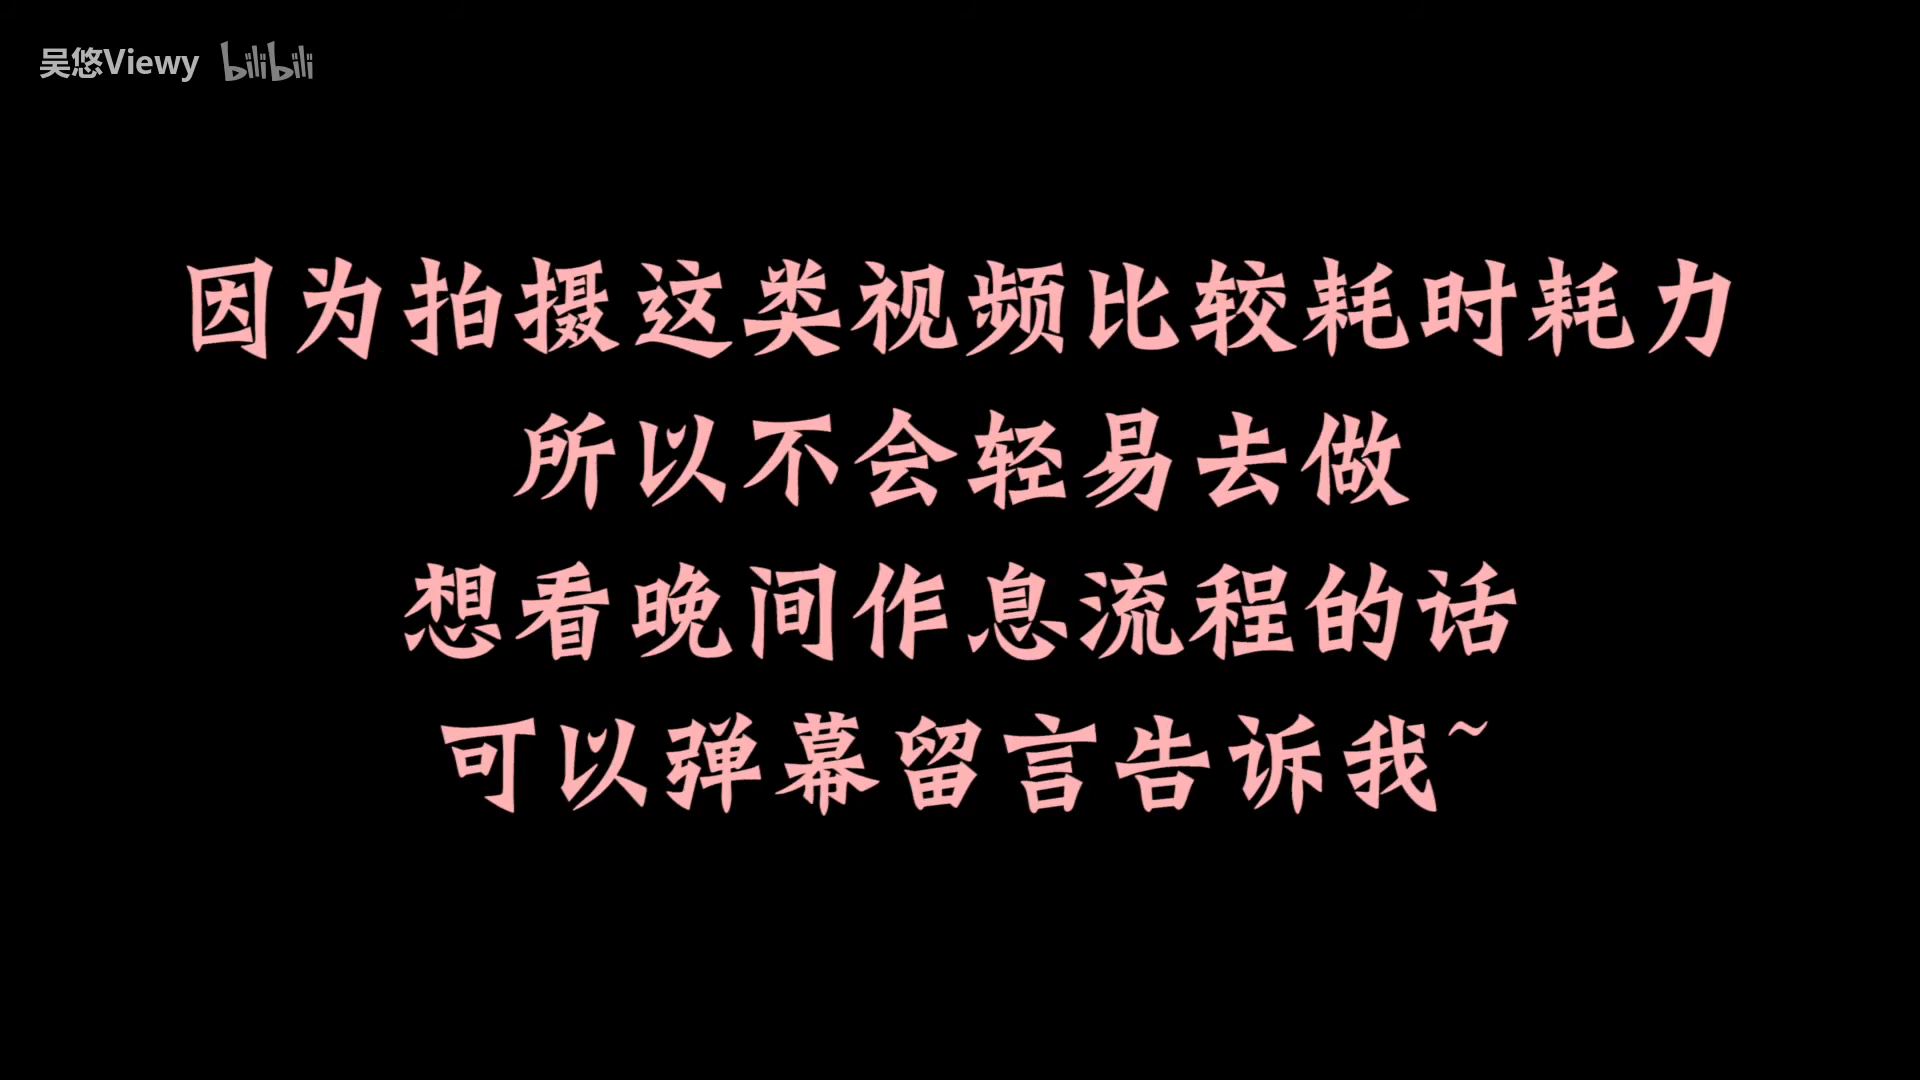 吴悠Viewy bilibili
因为拍摄这类视频比较耗时耗力
所以不会轻易去做
想看晚间作息流程的话
可以弹幕留言告诉我~